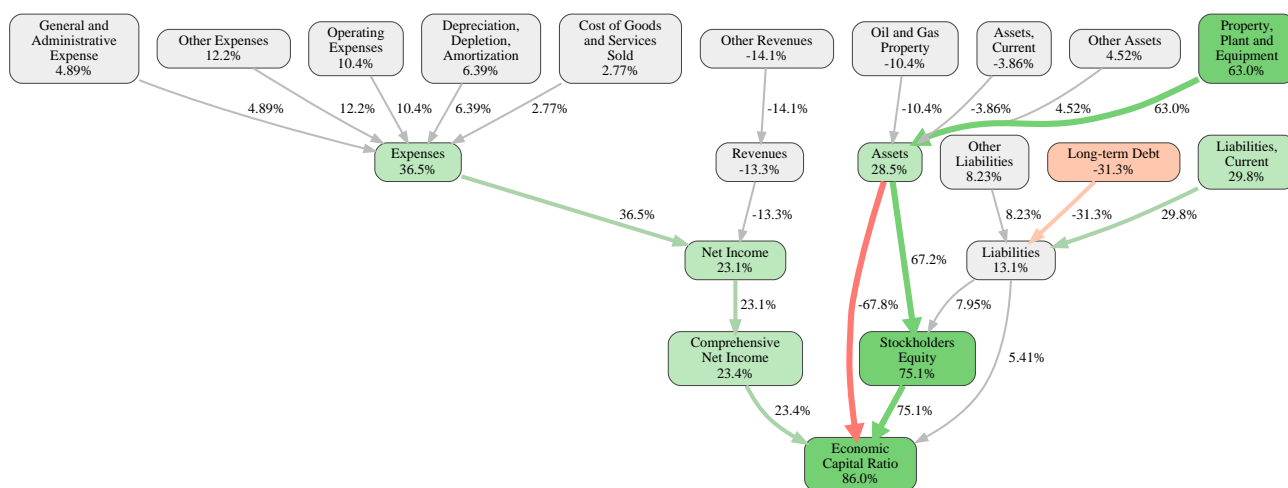 General and
Administrative
Expense
4.89%
Other Expenses
12.2%
Operating
Expenses
10.4%
Depreciation,
Depletion,
Amortization
6.39%
Cost of Goods
and Services
Sold
2.77%
Other Revenues
-14.1%
Oil and Gas
Property
-10.4%
Assets,
Current
-3.86%
Other Assets
4.52%
Property,
Plant and
Equipment
63.0%
4.89%
12.2%
10.4%
6.39%
2.77%
-14.1%
-10.4%
-3.86%
4.52%
63.0%
Expenses
36.5%
Revenues
-13.3%
Assets
28.5%
Other
Liabilities
8.23%
Long-term Debt
-31.3%
Liabilities,
Current
29.8%
36.5%
-13.3%
8.23%
-31.3%
29.8%
Net Income
23.1%
67.2%
Liabilities
13.1%
23.1%
-67.8%
7.95%
Comprehensive
Net Income
23.4%
Stockholders
Equity
75.1%
5.41%
23.4%
75.1%
Economic
Capital Ratio
86.0%